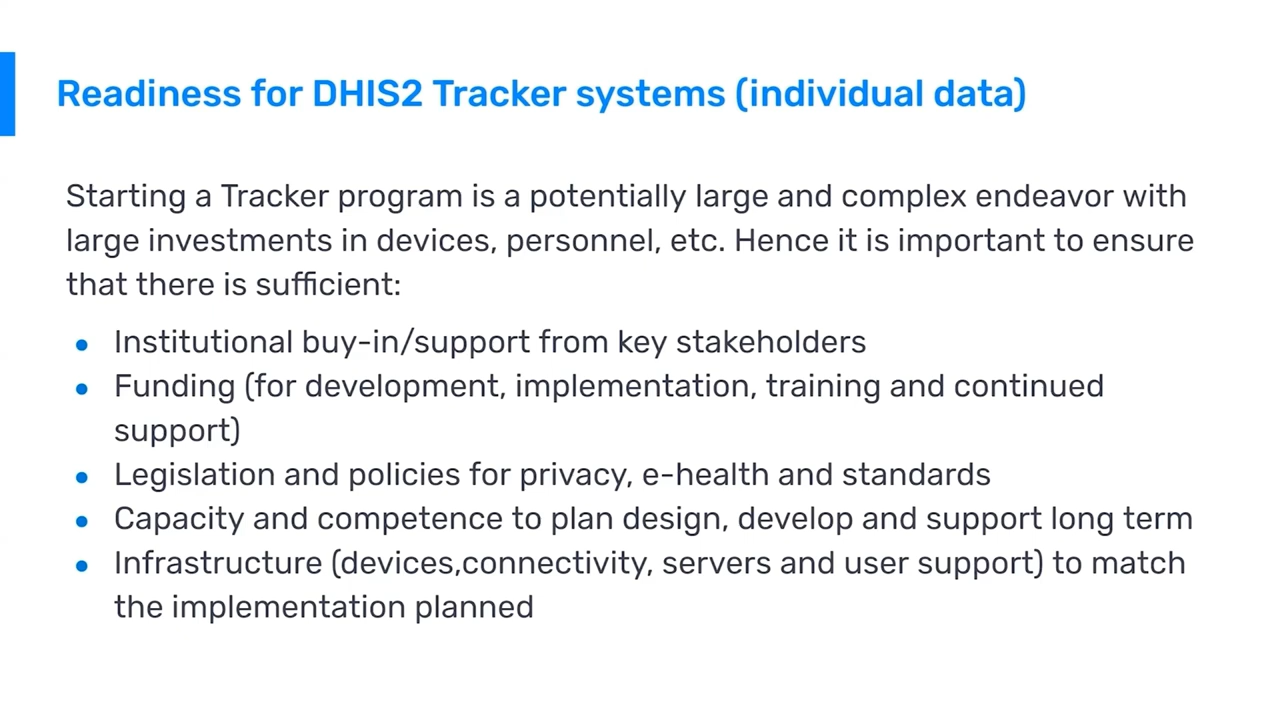 Readiness for DHIS2 Tracker systems (individual data)
Starting a Tracker program is a potentially large and complex endeavor with
large investments in devices, personnel, etc. Hence it is important to ensure
that there is sufficient:
● Institutional buy-in/support from key stakeholders
● Funding (for development, implementation, training and continued
support)
● Legislation and policies for privacy, e-health and standards
● Capacity and competence to plan design, develop and support long term
● Infrastructure (devices,connectivity, servers and user support) to match
the implementation planned